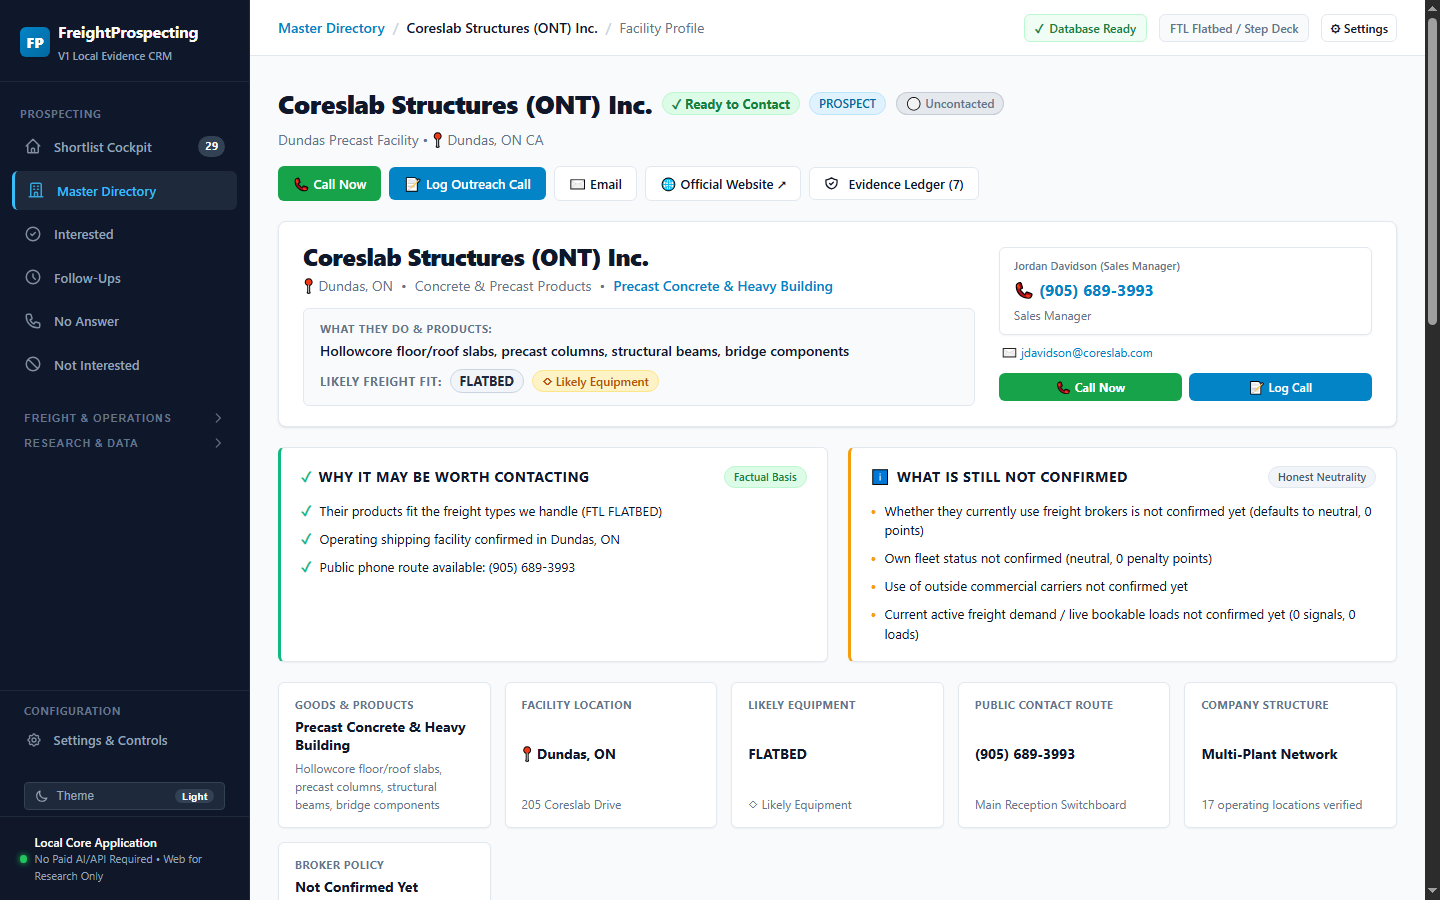 FP
FreightProspecting
V1 Local Evidence CRM
PROSPECTING
Shortlist Cockpit
29
Master Directory
Interested
Follow-Ups
No Answer
Not Interested
FREIGHT & OPERATIONS
RESEARCH & DATA
CONFIGURATION
Settings & Controls
Theme
Light
Local Core Application
No Paid AI/API Required • Web for
Research Only
Master Directory / Coreslab Structures (ONT) Inc. / Facility Profile
✓ Database Ready
FTL Flatbed / Step Deck
Settings
Coreslab Structures (ONT) Inc.
✓ Ready to Contact
PROSPECT
Uncontacted
Dundas Precast Facility • Dundas, ON CA
Call Now
Log Outreach Call
Email
Official Website ↗
Evidence Ledger (7)
Coreslab Structures (ONT) Inc.
Dundas, ON • Concrete & Precast Products • Precast Concrete & Heavy Building
WHAT THEY DO & PRODUCTS:
Hollowcore floor/roof slabs, precast columns, structural beams, bridge components
LIKELY FREIGHT FIT:
FLATBED
◇ Likely Equipment
Jordan Davidson (Sales Manager)
(905) 689-3993
Sales Manager
jdavidson@coreslab.com
Call Now
Log Call
✓ WHY IT MAY BE WORTH CONTACTING
Factual Basis
✓ Their products fit the freight types we handle (FTL FLATBED)
✓ Operating shipping facility confirmed in Dundas, ON
✓ Public phone route available: (905) 689-3993
WHAT IS STILL NOT CONFIRMED
Honest Neutrality
• Whether they currently use freight brokers is not confirmed yet (defaults to neutral, 0
points)
• Own fleet status not confirmed (neutral, 0 penalty points)
• Use of outside commercial carriers not confirmed yet
• Current active freight demand / live bookable loads not confirmed yet (0 signals, 0
loads)
GOODS & PRODUCTS
Precast Concrete & Heavy
Building
Hollowcore floor/roof slabs,
precast columns, structural
beams, bridge components
FACILITY LOCATION
Dundas, ON
205 Coreslab Drive
LIKELY EQUIPMENT
FLATBED
◇ Likely Equipment
PUBLIC CONTACT ROUTE
(905) 689-3993
Main Reception Switchboard
COMPANY STRUCTURE
Multi-Plant Network
17 operating locations verified
BROKER POLICY
Not Confirmed Yet